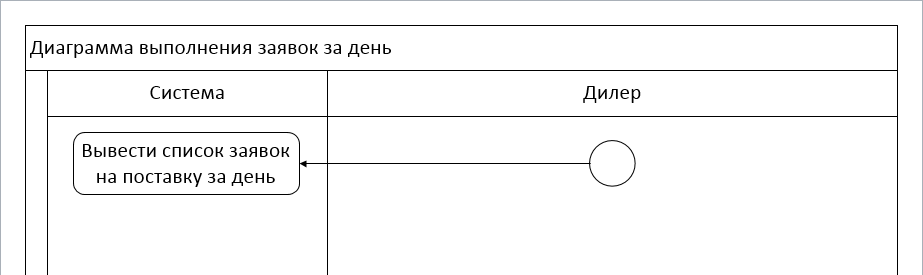 Диаграмма выполнения заявок за день
Система
Дилер
Вывести список заявок
на поставку за день